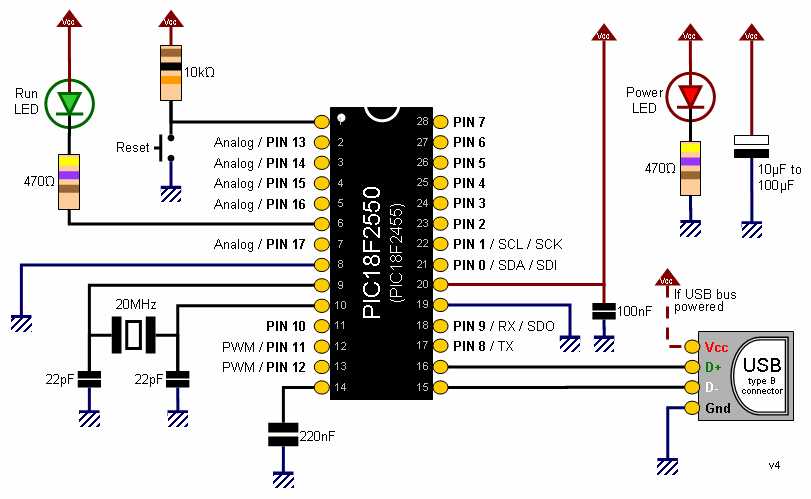 Vcc
Vcc
Vcc
Vcc
Vcc
Run
LED
10kΩ
Reset
470Ω
Power
LED
470Ω
10µF to
100µF
PIC18F2550
(PIC18F2455)
1
28 PIN 7
Analog / PIN 13 2
27 PIN 6
Analog / PIN 14 3
26 PIN 5
Analog / PIN 15 4
25 PIN 4
Analog / PIN 16 5
24 PIN 3
6
23 PIN 2
Analog / PIN 17 7
22 PIN 1 / SCL / SCK
8
21 PIN 0 / SDA / SDI
9
20
10
19
PIN 10 11
18 PIN 9 / RX / SDO
PWM / PIN 11 12
17 PIN 8 / TX
PWM / PIN 12 13
16
14
15
20MHz
22pF
22pF
220nF
100nF
Vcc
If USB bus
powered
Vcc
D+
D-
Gnd
USB
type B
connector
v4